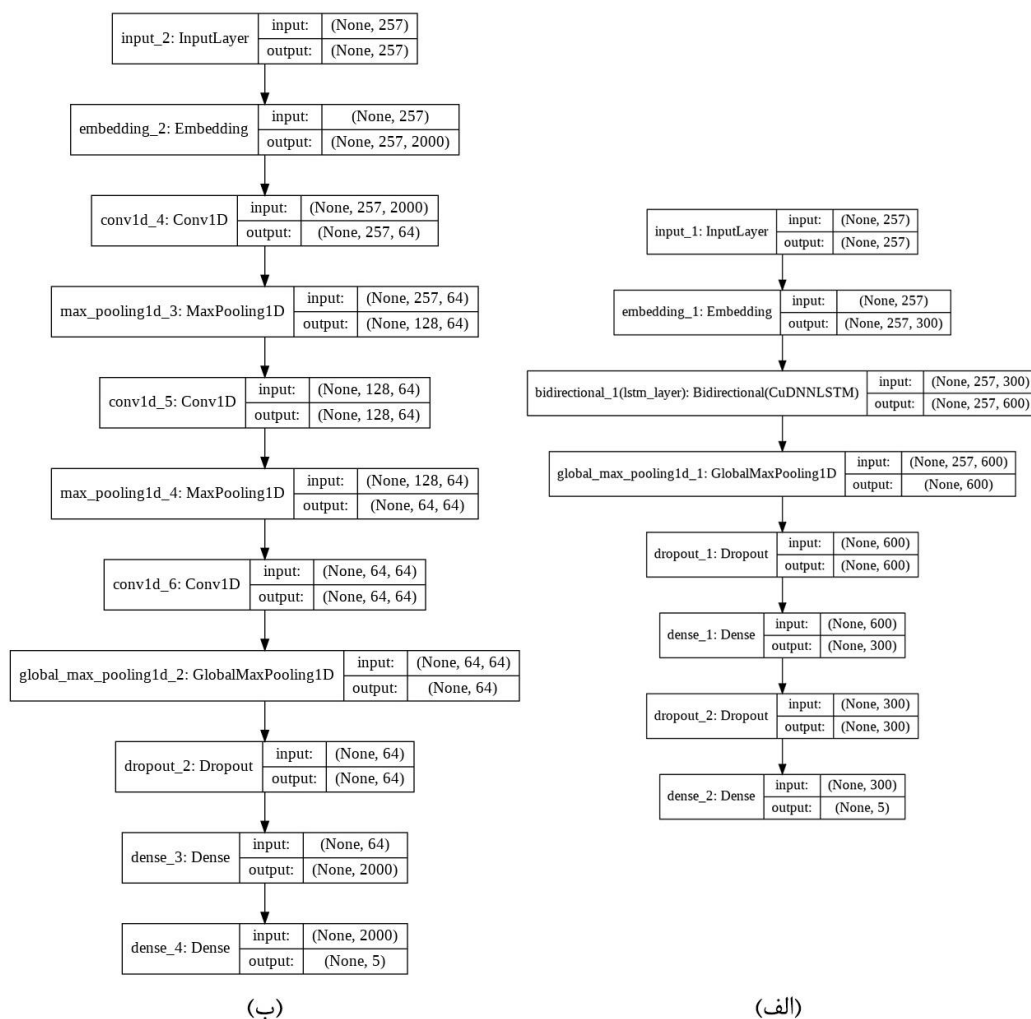 input_2: InputLayer input: (None, 257)
output: (None, 257)
embedding_2: Embedding input: (None, 257)
output: (None, 257, 2000)
conv1d_4: Conv1D input: (None, 257, 2000)
output: (None, 257, 64)
max_pooling1d_3: MaxPooling1D input: (None, 257, 64)
output: (None, 128, 64)
conv1d_5: Conv1D input: (None, 128, 64)
output: (None, 128, 64)
max_pooling1d_4: MaxPooling1D input: (None, 128, 64)
output: (None, 64, 64)
conv1d_6: Conv1D input: (None, 64, 64)
output: (None, 64, 64)
global_max_pooling1d_2: GlobalMaxPooling1D input: (None, 64, 64)
output: (None, 64)
dropout_2: Dropout input: (None, 64)
output: (None, 64)
dense_3: Dense input: (None, 64)
output: (None, 2000)
dense_4: Dense input: (None, 2000)
output: (None, 5)
(ب)
input_1: InputLayer input: (None, 257)
output: (None, 257)
embedding_1: Embedding input: (None, 257)
output: (None, 257, 300)
bidirectional_1(lstm_layer): Bidirectional(CuDNNLSTM) input: (None, 257, 300)
output: (None, 257, 600)
global_max_pooling1d_1: GlobalMaxPooling1D input: (None, 257, 600)
output: (None, 600)
dropout_1: Dropout input: (None, 600)
output: (None, 600)
dense_1: Dense input: (None, 600)
output: (None, 300)
dropout_2: Dropout input: (None, 300)
output: (None, 300)
dense_2: Dense input: (None, 300)
output: (None, 5)
(الف)